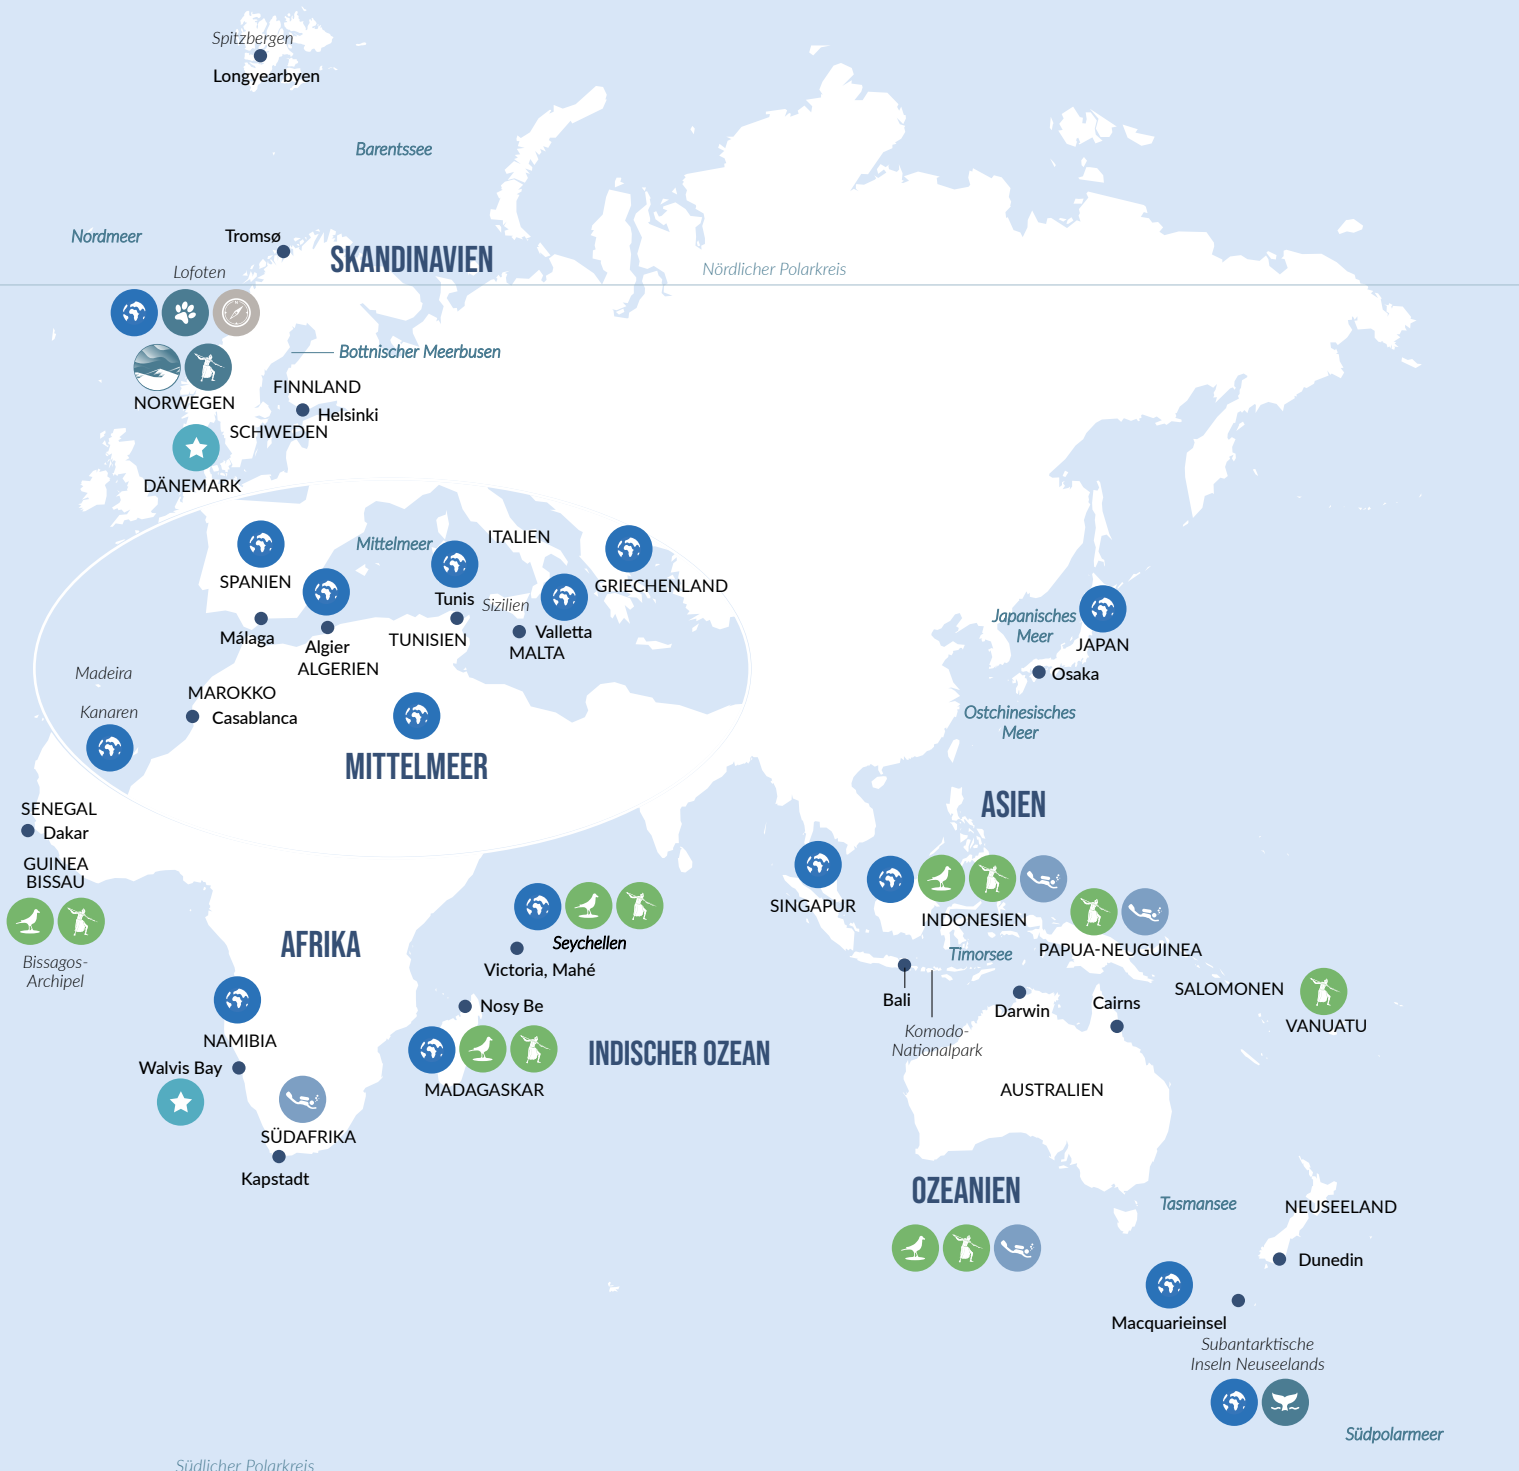 Spitzbergen
Longyearbyen
Barentssee
Nordmeer
Tromsø
SKANDINAVIEN
Lofoten
Nördlicher Polarkreis
Bottnischer Meerbusen
FINNLAND
NORWEGEN
Helsinki
SCHWEDEN
DÄNEMARK
ITALIEN
Mittelmeer
SPANIEN
GRIECHENLAND
Tunis
Sizilien
Málaga
Valletta
Algier
TUNISIEN
MALTA
ALGERIEN
Madeira
MAROKKO
Kanaren
Casablanca
MITTELMEER
Japanisches
Meer
JAPAN
Osaka
Ostchinesisches
Meer
ASIEN
SENEGAL
Dakar
GUINEA
BISSAU
Bissagos-
Archipel
AFRIKA
Seychellen
Victoria, Mahé
Nosy Be
SINGAPUR
INDONESIEN
Timorsee
PAPUA-NEUGUINEA
SALOMONEN
VANUATU
Bali
Darwin
Cairns
Komodo-
Nationalpark
NAMIBIA
Walvis Bay
INDISCHER OZEAN
MADAGASKAR
AUSTRALIEN
SÜDAFRIKA
Kapstadt
OZEANIEN
Tasmansee
NEUSEELAND
Dunedin
Macquarieinsel
Subantarktische
Inseln Neuseelands
Südpolarmeer
Südlicher Polarkreis